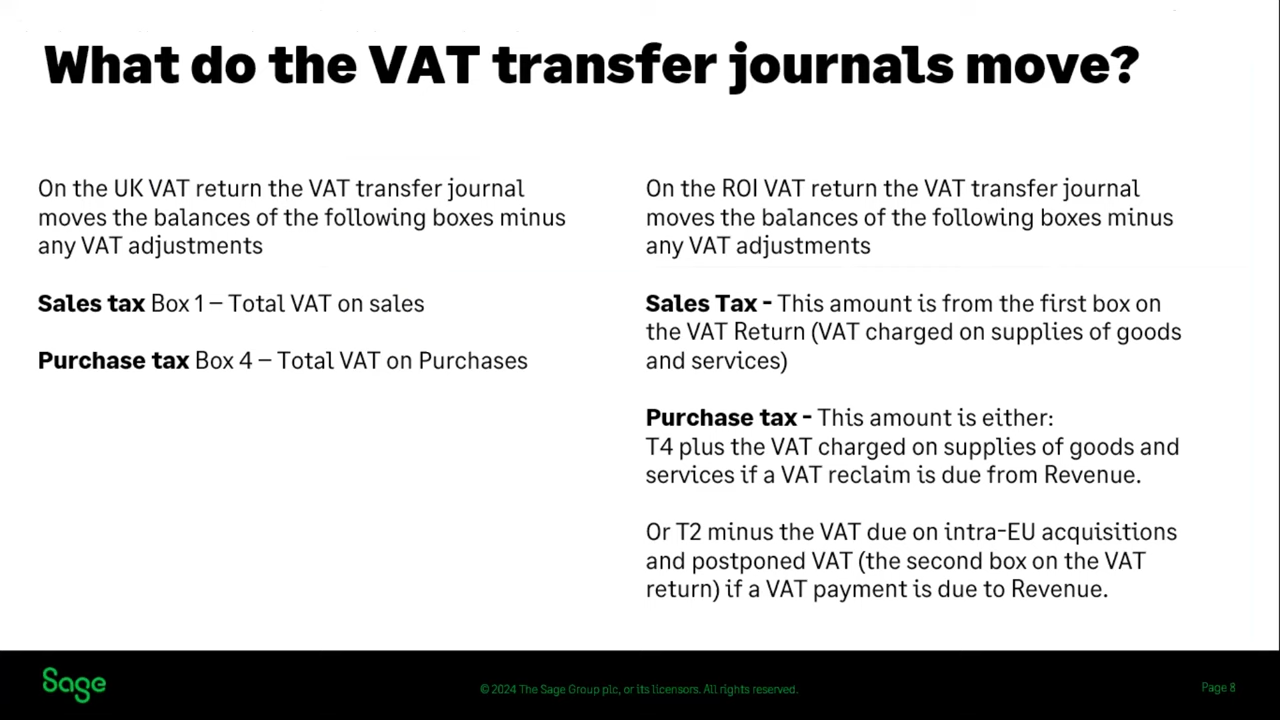 What do the VAT transfer journals move?
On the UK VAT return the VAT transfer journal
moves the balances of the following boxes minus
any VAT adjustments
Sales tax Box 1 – Total VAT on sales
Purchase tax Box 4 – Total VAT on Purchases
On the ROI VAT return the VAT transfer journal
moves the balances of the following boxes minus
any VAT adjustments
Sales Tax - This amount is from the first box on
the VAT Return (VAT charged on supplies of goods
and services)
Purchase tax - This amount is either:
T4 plus the VAT charged on supplies of goods and
services if a VAT reclaim is due from Revenue.
Or T2 minus the VAT due on intra-EU acquisitions
and postponed VAT (the second box on the VAT
return) if a VAT payment is due to Revenue.
Sage
© 2024 The Sage Group plc, or its licensors. All rights reserved.
Page 8